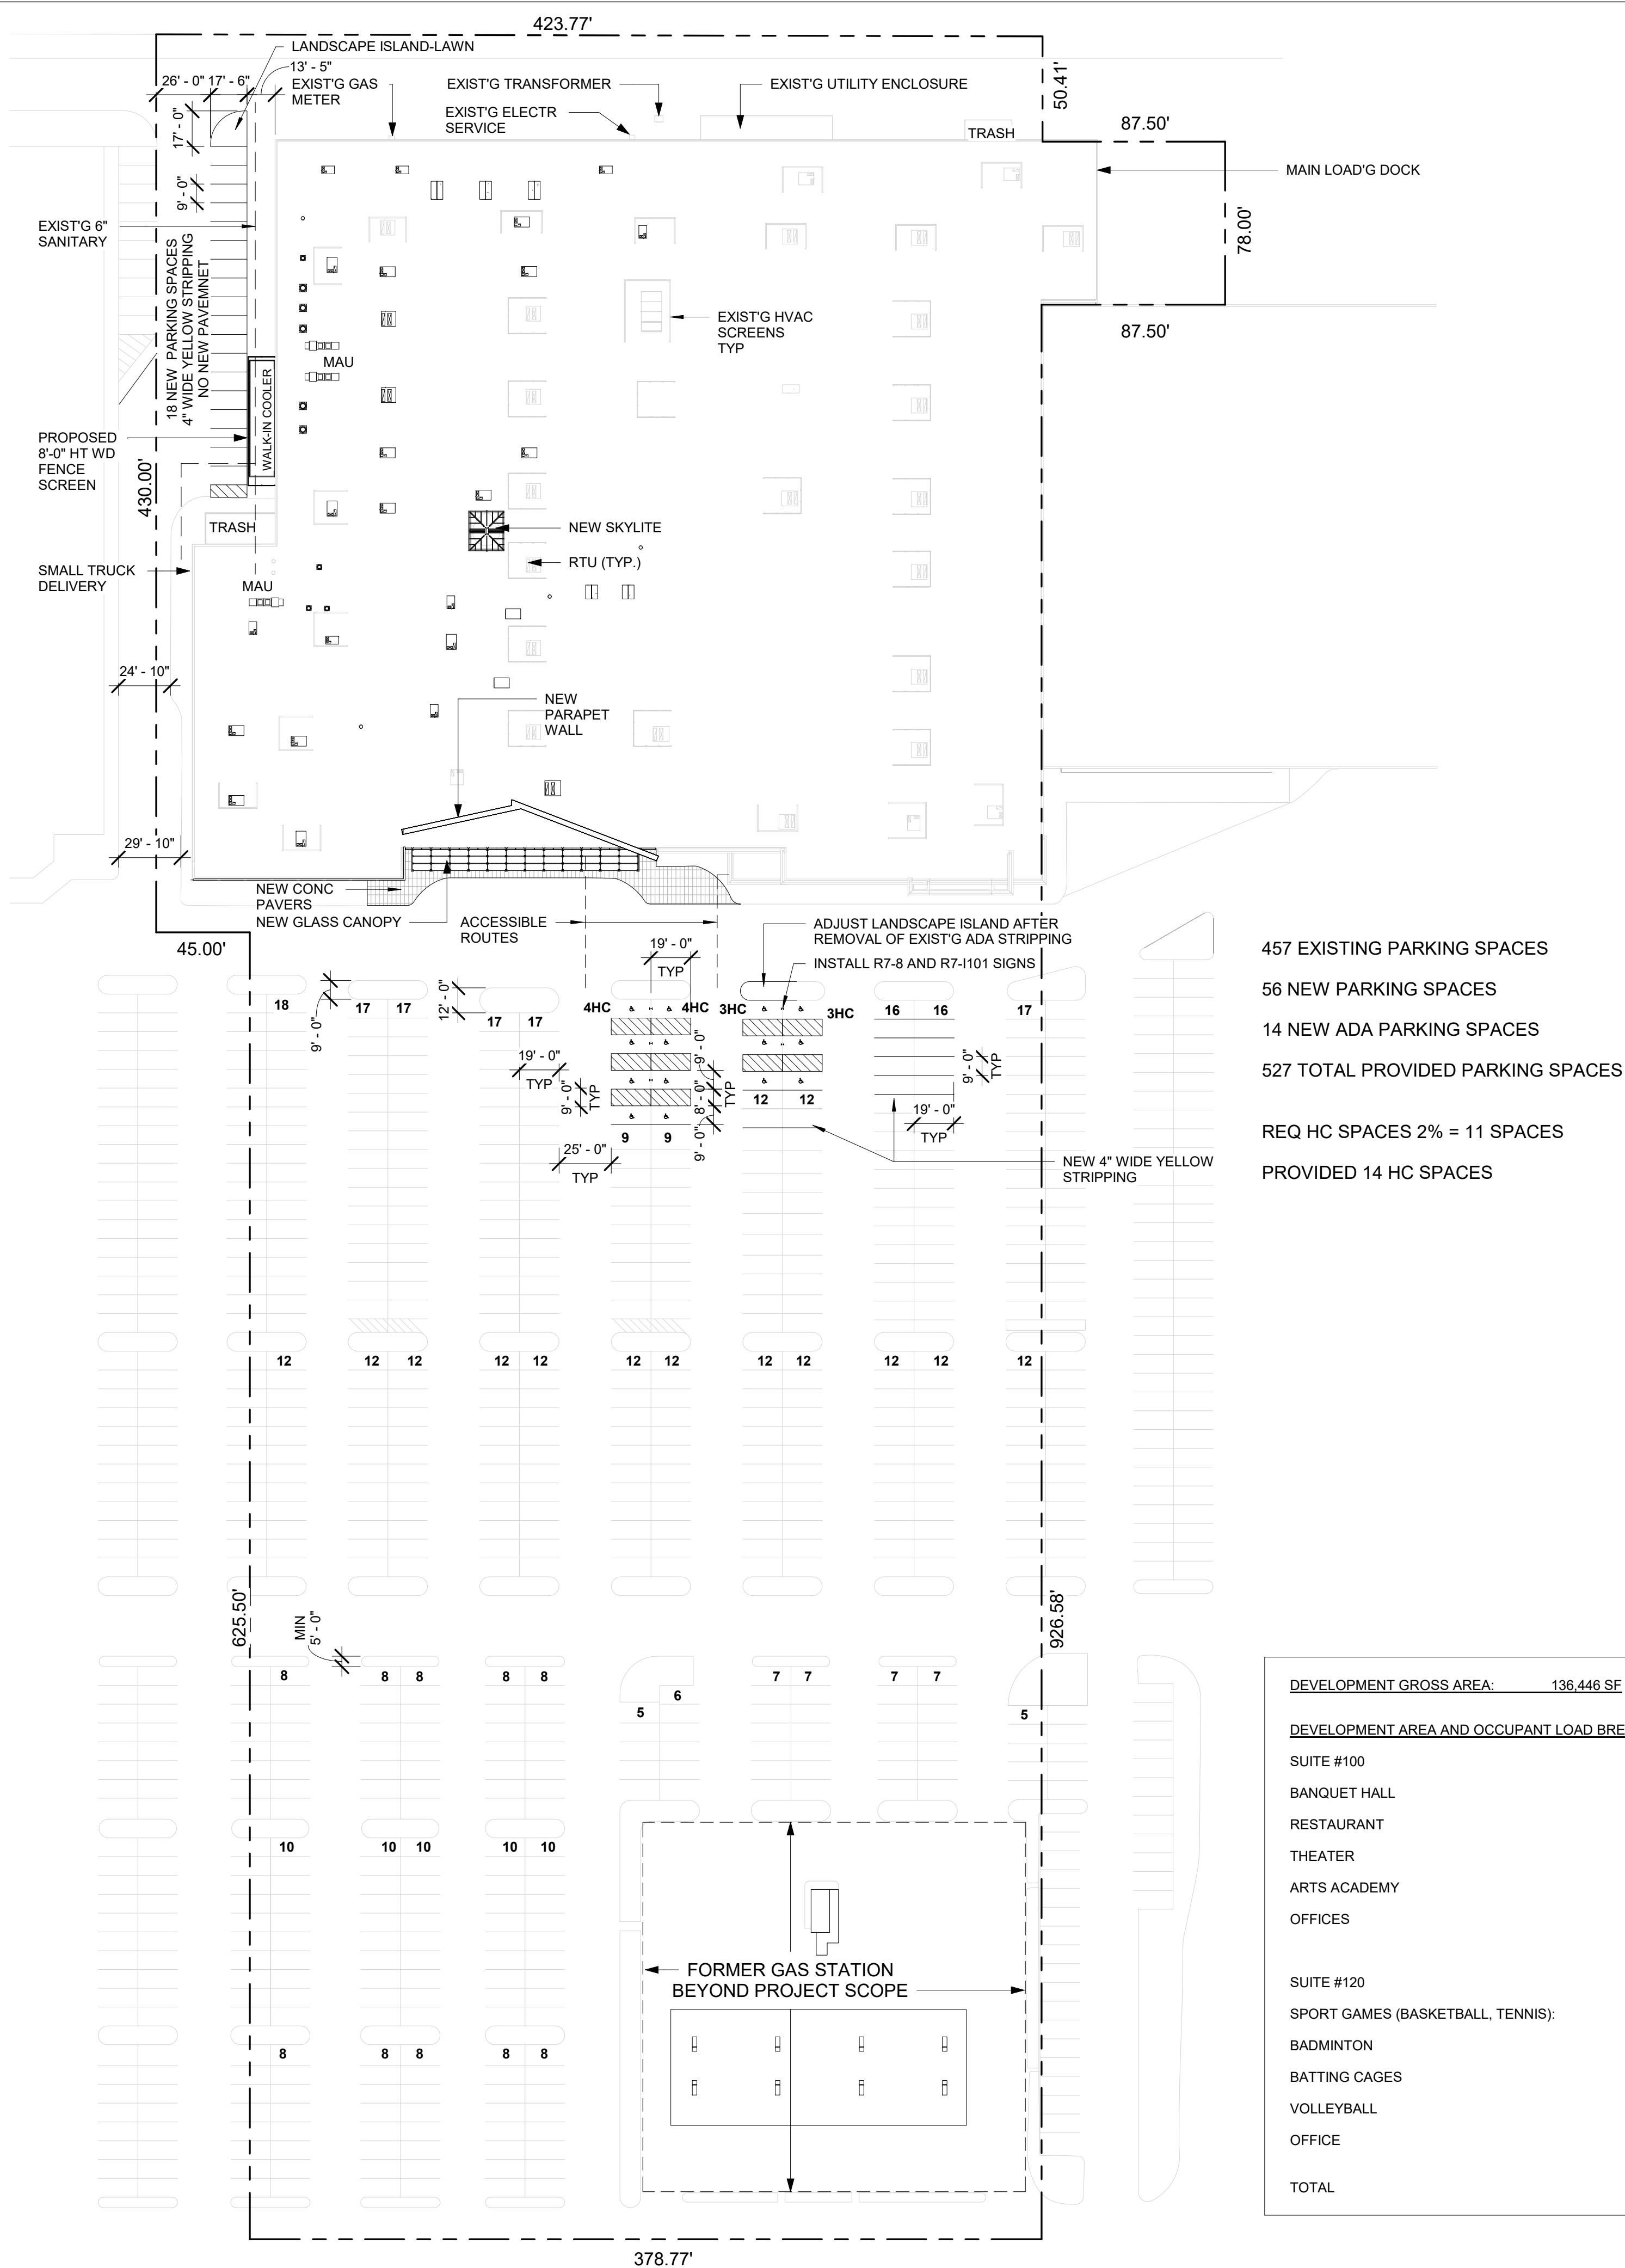 423.77'
LANDSCAPE ISLAND-LAWN
26' - 0"
17' - 6"
13' - 5"
EXIST'G GAS
METER
EXIST'G TRANSFORMER
EXIST'G UTILITY ENCLOSURE
EXIST'G ELECTR
SERVICE
50.41'
TRASH
87.50'
MAIN LOAD'G DOCK
17' - 0"
9' - 0"
78.00'
EXIST'G 6"
SANITARY
18 NEW PARKING SPACES
4" WIDE YELLOW STRIPPING
NO NEW PAVEMNET
EXIST'G HVAC
SCREENS
TYP
87.50'
MAU
WALK-IN COOLER
PROPOSED
8'-0" HT WD
FENCE
SCREEN
430.00'
TRASH
NEW SKYLITE
RTU (TYP.)
SMALL TRUCK
DELIVERY
MAU
24' - 10"
NEW
PARAPET
WALL
29' - 10"
NEW CONC
PAVERS
NEW GLASS CANOPY
ACCESSIBLE
ROUTES
ADJUST LANDSCAPE ISLAND AFTER
REMOVAL OF EXIST'G ADA STRIPPING
INSTALL R7-8 AND R7-I101 SIGNS
45.00'
19' - 0"
TYP
457 EXISTING PARKING SPACES
56 NEW PARKING SPACES
14 NEW ADA PARKING SPACES
527 TOTAL PROVIDED PARKING SPACES
REQ HC SPACES 2% = 11 SPACES
PROVIDED 14 HC SPACES
18
9' - 0"
17 17
12' - 0"
17 17
4HC 4HC 3HC 3HC
16 16
17
19' - 0"
TYP
9' - 0"
TYP
9' - 0"
8' - 0"
TYP
9' - 0"
12 12
9' - 0"
TYP
19' - 0"
TYP
9 9
25' - 0"
TYP
NEW 4" WIDE YELLOW
STRIPPING
12 12 12 12 12 12 12 12 12 12 12 12
625.50'
926.58'
MIN
5' - 0"
8 8 8 8 8
5 6
7 7 7 7
5
10 10 10 10 10
8 8 8 8 8
FORMER GAS STATION
BEYOND PROJECT SCOPE
378.77'
DEVELOPMENT GROSS AREA: 136,446 SF
DEVELOPMENT AREA AND OCCUPANT LOAD BRE
SUITE #100
BANQUET HALL
RESTAURANT
THEATER
ARTS ACADEMY
OFFICES
SUITE #120
SPORT GAMES (BASKETBALL, TENNIS):
BADMINTON
BATTING CAGES
VOLLEYBALL
OFFICE
TOTAL